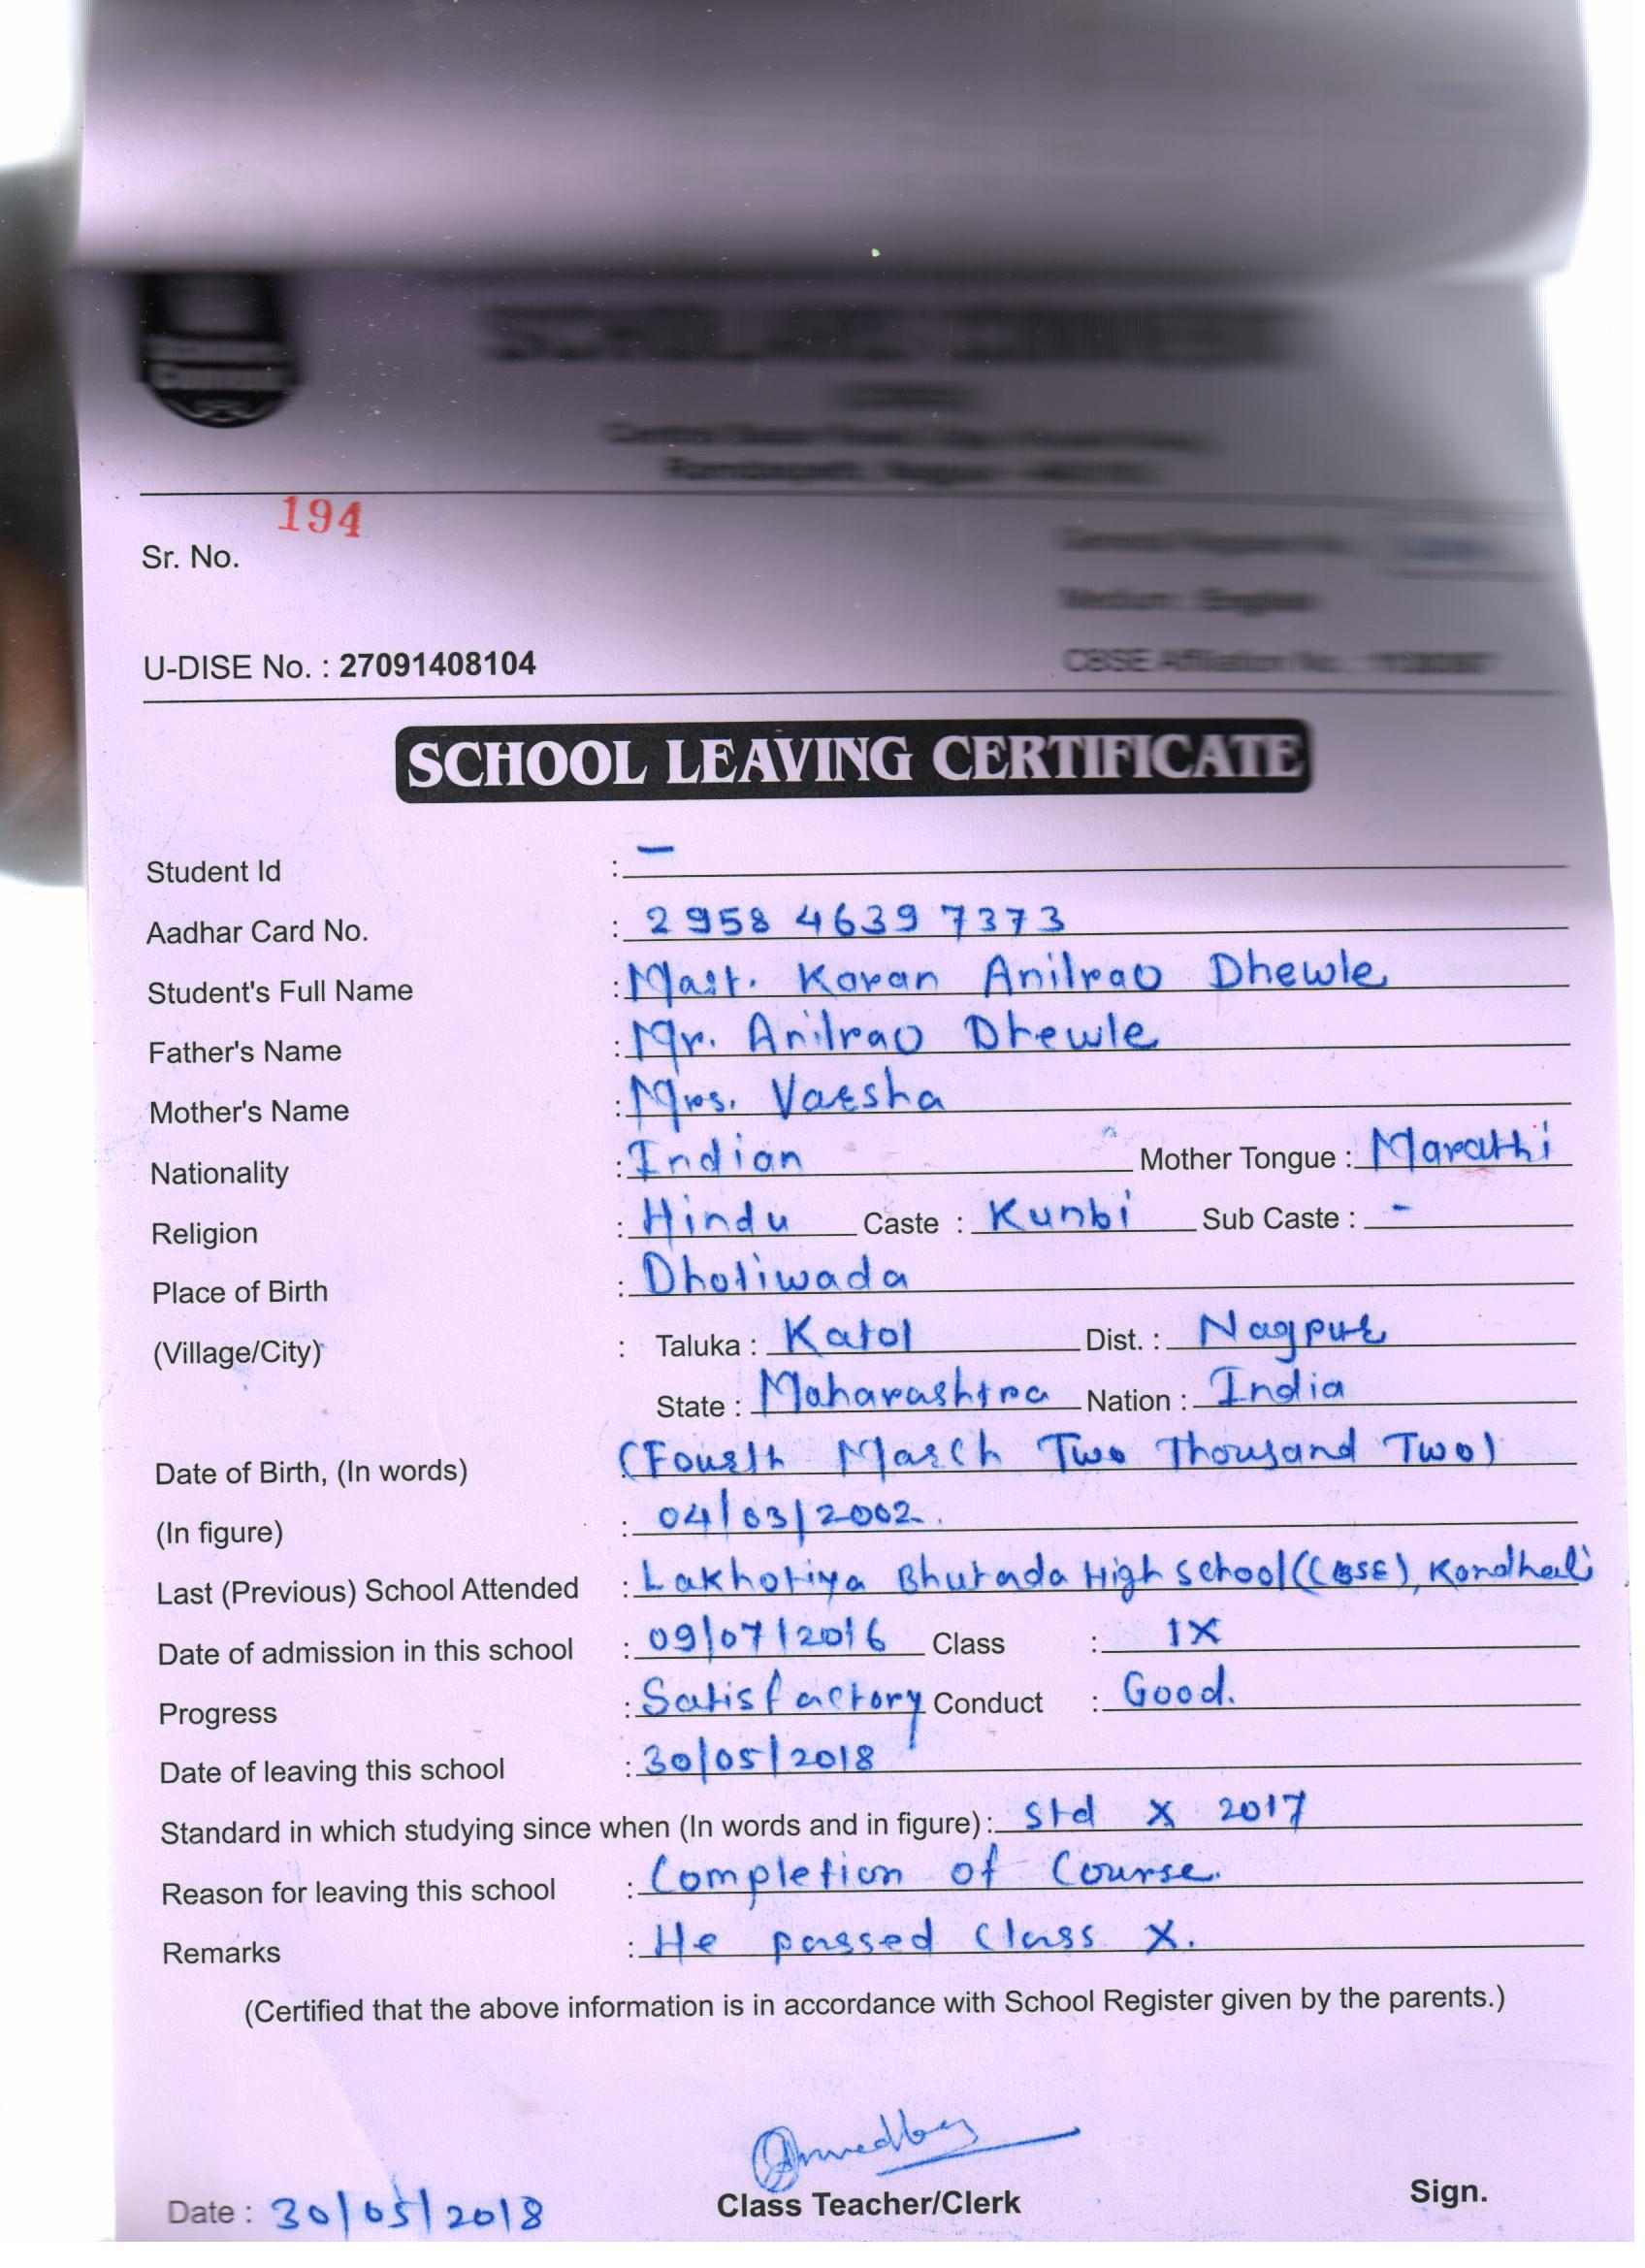 194
Sr. No.
Medium : English
U-DISE No. : 27091408104
CBSE Affiliation No. :
SCHOOL LEAVING CERTIFICATE
Student Id : —
Aadhar Card No. : 2958 4639 7373
Student's Full Name : Mast. Karan Anilrao Dhewle
Father's Name : Mr. Anilrao Dhewle
Mother's Name : Mrs. Varsha
Nationality : Indian Mother Tongue : Marathi
Religion : Hindu Caste : Kunbi Sub Caste : -
Place of Birth : Dhotiwada
(Village/City) : Taluka : Katol Dist. : Nagpur
State : Maharashtra Nation : India
Date of Birth, (In words) : (Fourth March Two Thousand Two)
(In figure) : 04/03/2002.
Last (Previous) School Attended : Lakhotiya Bhutada High school (CBSE), Kondhali
Date of admission in this school : 09/07/2016 Class : IX
Progress : Satisfactory Conduct : Good.
Date of leaving this school : 30/05/2018
Standard in which studying since when (In words and in figure) : Std X 2017
Reason for leaving this school : Completion of Course.
Remarks : He passed Class X.
(Certified that the above information is in accordance with School Register given by the parents.)
Date : 30/05/2018 Class Teacher/Clerk Sign.